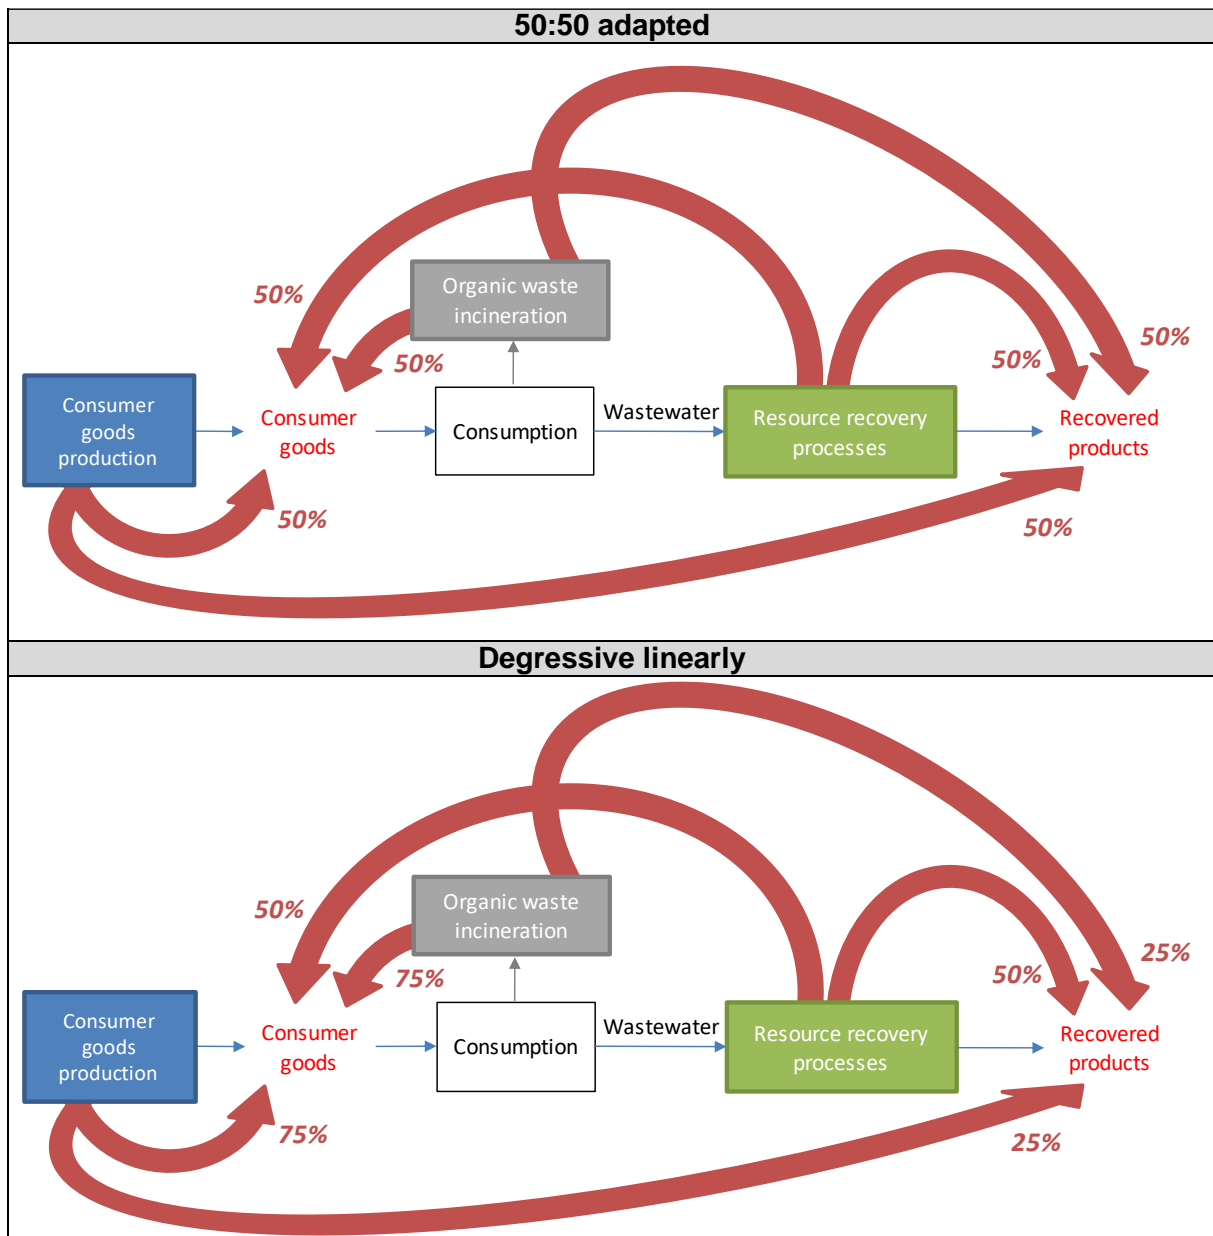 50:50 adapted
50%
Organic waste
incineration
50%
50%
50%
Consumer
goods
production
Consumer
goods
Consumption
Wastewater
Resource recovery
processes
Recovered
products
50%
50%
Degressive linearly
50%
Organic waste
incineration
75%
50%
25%
Consumer
goods
production
Consumer
goods
Consumption
Wastewater
Resource recovery
processes
Recovered
products
75%
25%